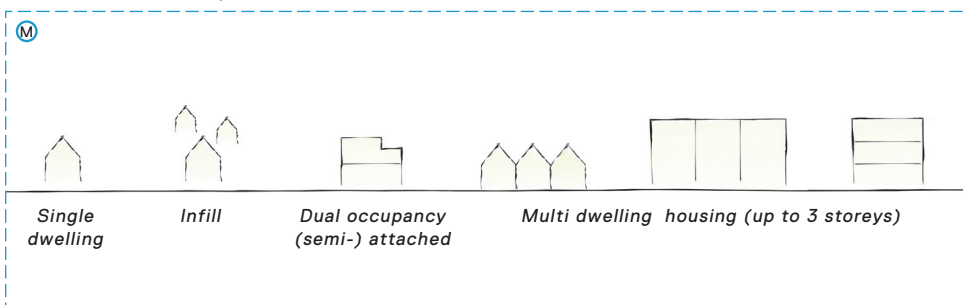 M
Single
dwelling
Infill
Dual occupancy
(semi-) attached
Multi dwelling housing (up to 3 storeys)